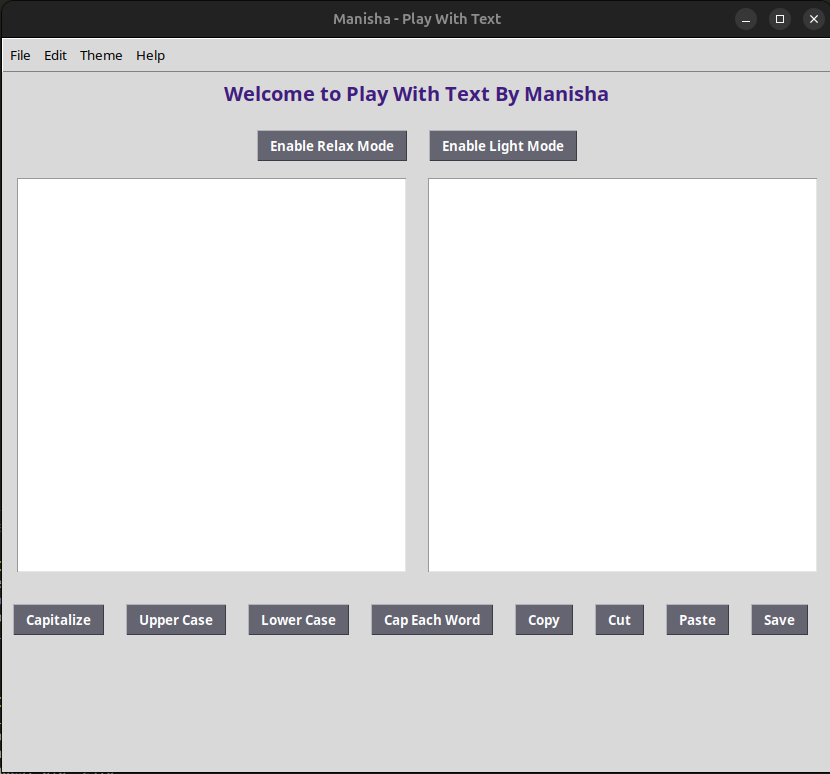 Manisha - Play With Text
File Edit Theme Help
Welcome to Play With Text By Manisha
Enable Relax Mode Enable Light Mode
Capitalize Upper Case Lower Case Cap Each Word Copy Cut Paste Save